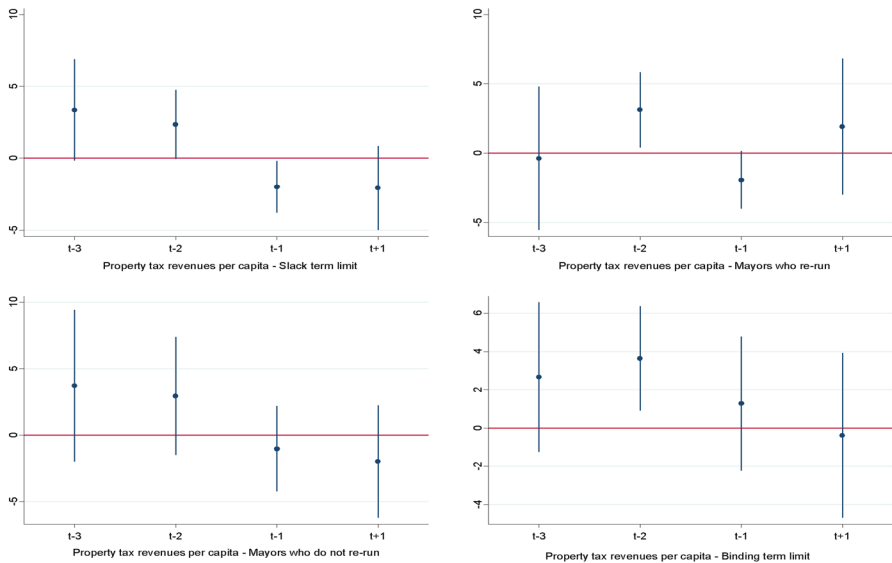 10
5
0
-5
t-3 t-2 t-1 t+1
Property tax revenues per capita - Slack term limit
10
5
0
-5
t-3 t-2 t-1 t+1
Property tax revenues per capita - Mayors who re-run
10
5
0
-5
t-3 t-2 t-1 t+1
Property tax revenues per capita - Mayors who do not re-run
6
4
2
0
-2
-4
t-3 t-2 t-1 t+1
Property tax revenues per capita - Binding term limit